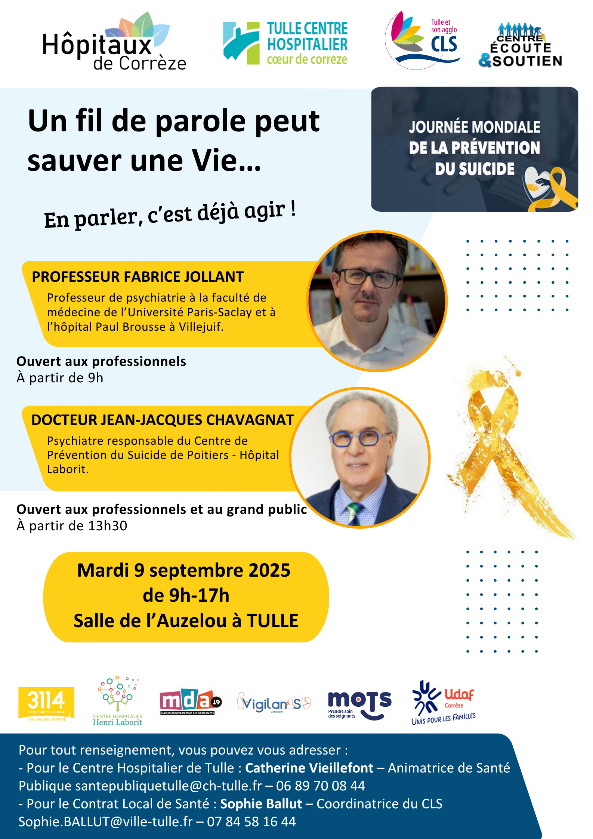 Hôpitaux
de Corrèze
TULLE CENTRE
HOSPITALIER
cœur de corrèze
Tulle et
son agglo
CLS
CENTRE
ÉCOUTE
&SOUTIEN
Un fil de parole peut
sauver une Vie...
JOURNÉE MONDIALE
DE LA PRÉVENTION
DU SUICIDE
En parler, c’est déjà agir !
PROFESSEUR FABRICE JOLLANT
Professeur de psychiatrie à la faculté de
médecine de l’Université Paris-Saclay et à
l’hôpital Paul Brousse à Villejuif.
Ouvert aux professionnels
À partir de 9h
DOCTEUR JEAN-JACQUES CHAVAGNAT
Psychiatre responsable du Centre de
Prévention du Suicide de Poitiers - Hôpital
Laborit.
Ouvert aux professionnels et au grand public
À partir de 13h30
Mardi 9 septembre 2025
de 9h-17h
Salle de l’Auzelou à TULLE
3114
CENTRE HOSPITALIER
Henri Laborit
mda19
VigilanS
MOTS
Udaf
Corrèze
UNIS POUR LES FAMILLES
Pour tout renseignement, vous pouvez vous adresser :
- Pour le Centre Hospitalier de Tulle : Catherine Vieillefont – Animatrice de Santé
Publique santepubliquetulle@ch-tulle.fr – 06 89 70 08 44
- Pour le Contrat Local de Santé : Sophie Ballut – Coordinatrice du CLS
Sophie.BALLUT@ville-tulle.fr – 07 84 58 16 44